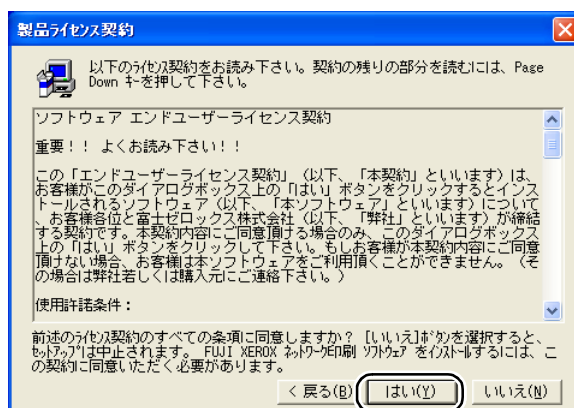 製品ライセンス契約
以下のライセンス契約をお読み下さい。契約の残りの部分を読むには、Page
Down キーを押して下さい。
ソフトウェア エンドユーザーライセンス契約
重要！！ よくお読み下さい！！
この「エンドユーザーライセンス契約」（以下、「本契約」といいます）は、
お客様がこのダイアログボックス上の「はい」ボタンをクリックするとインス
トールされるソフトウェア（以下、「本ソフトウェア」といいます）について
、お客様各位と富士ゼロックス株式会社（以下、「弊社」といいます）が締結
する契約です。本契約内容にご同意頂ける場合のみ、このダイアログボックス
上の「はい」ボタンをクリックして下さい。もしお客様が本契約内容にご同意
頂けない場合、お客様は本ソフトウェアをご利用頂くことができません。（そ
の場合は弊社若しくは購入元にご連絡下さい。）
使用許諾条件：
前述のライセンス契約のすべての条項に同意しますか？ [いいえ]ボタンを選択すると、
セットアップは中止されます。 FUJI XEROX ネットワークE印刷 ソフトウェア をインストールするには、こ
の契約に同意いただく必要があります。
< 戻る(B)
はい(Y)
いいえ(N)